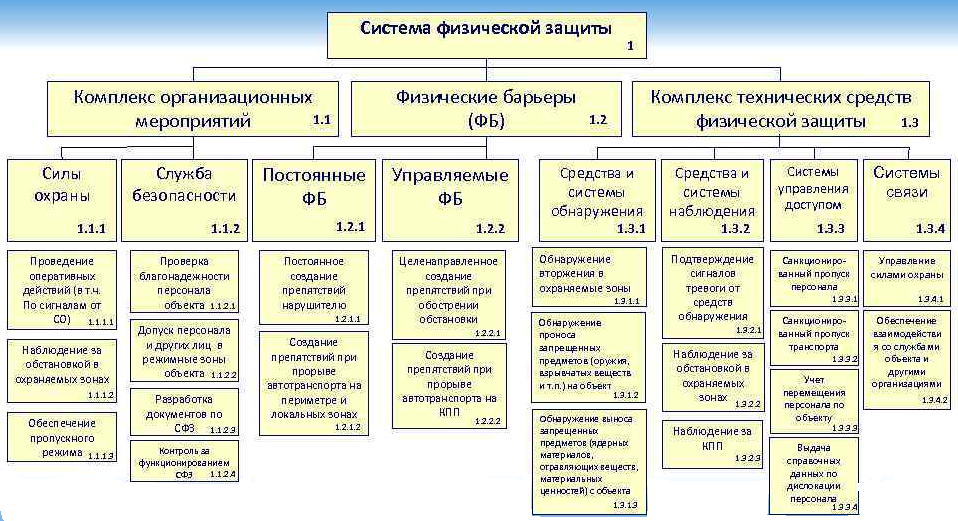 Система физической защиты
1
Комплекс организационных
мероприятий 1.1
Физические барьеры
(ФБ) 1.2
Комплекс технических средств
физической защиты 1.3
Силы
охраны
1.1.1
Служба
безопасности
1.1.2
Постоянные
ФБ
1.2.1
Управляемые
ФБ
1.2.2
Средства и
системы
обнаружения
1.3.1
Средства и
системы
наблюдения
1.3.2
Системы
управления
доступом
1.3.3
Системы
связи
1.3.4
Проведение
оперативных
действий (в т.ч.
По сигналам от
СО) 1.1.1.1
Наблюдение за
обстановкой в
охраняемых зонах
1.1.1.2
Обеспечение
пропускного
режима 1.1.1.3
Проверка
благонадежности
персонала
объекта 1.1.2.1
Допуск персонала
и других лиц в
режимные зоны
объекта 1.1.2.2
Разработка
документов по
СФЗ 1.1.2.3
Контроль за
функционированием
СФЗ 1.1.2.4
Постоянное
создание
препятствий
нарушителю
1.2.1.1
Создание
препятствий при
прорыве
автотранспорта на
периметре и
локальных зонах
1.2.1.2
Целенаправленное
создание
препятствий при
обострении
обстановки
1.2.2.1
Создание
препятствий при
прорыве
автотранспорта на
КПП
1.2.2.2
Обнаружение
вторжения в
охраняемые зоны
1.3.1.1
Обнаружение
проноса
запрещенных
предметов (оружия,
взрывчатых веществ
и т.п.) на объект
1.3.1.2
Обнаружение выноса
запрещенных
предметов (ядерных
материалов,
отравляющих веществ,
материальных
ценностей) с объекта
1.3.1.3
Подтверждение
сигналов
тревоги от
средств
обнаружения
1.3.2.1
Наблюдение за
обстановкой в
охраняемых
зонах 1.3.2.2
Наблюдение за
КПП
1.3.2.3
Санкциониро-
ванный пропуск
персонала
1.3.3.1
Санкциониро-
ванный пропуск
транспорта
1.3.3.2
Учет
перемещения
персонала по
объекту
1.3.3.3
Выдача
справочных
данных по
дислокации
персонала
1.3.3.4
Управление
силами охраны
1.3.4.1
Обеспечение
взаимодействи
я со службами
объекта и
другими
организациями
1.3.4.2